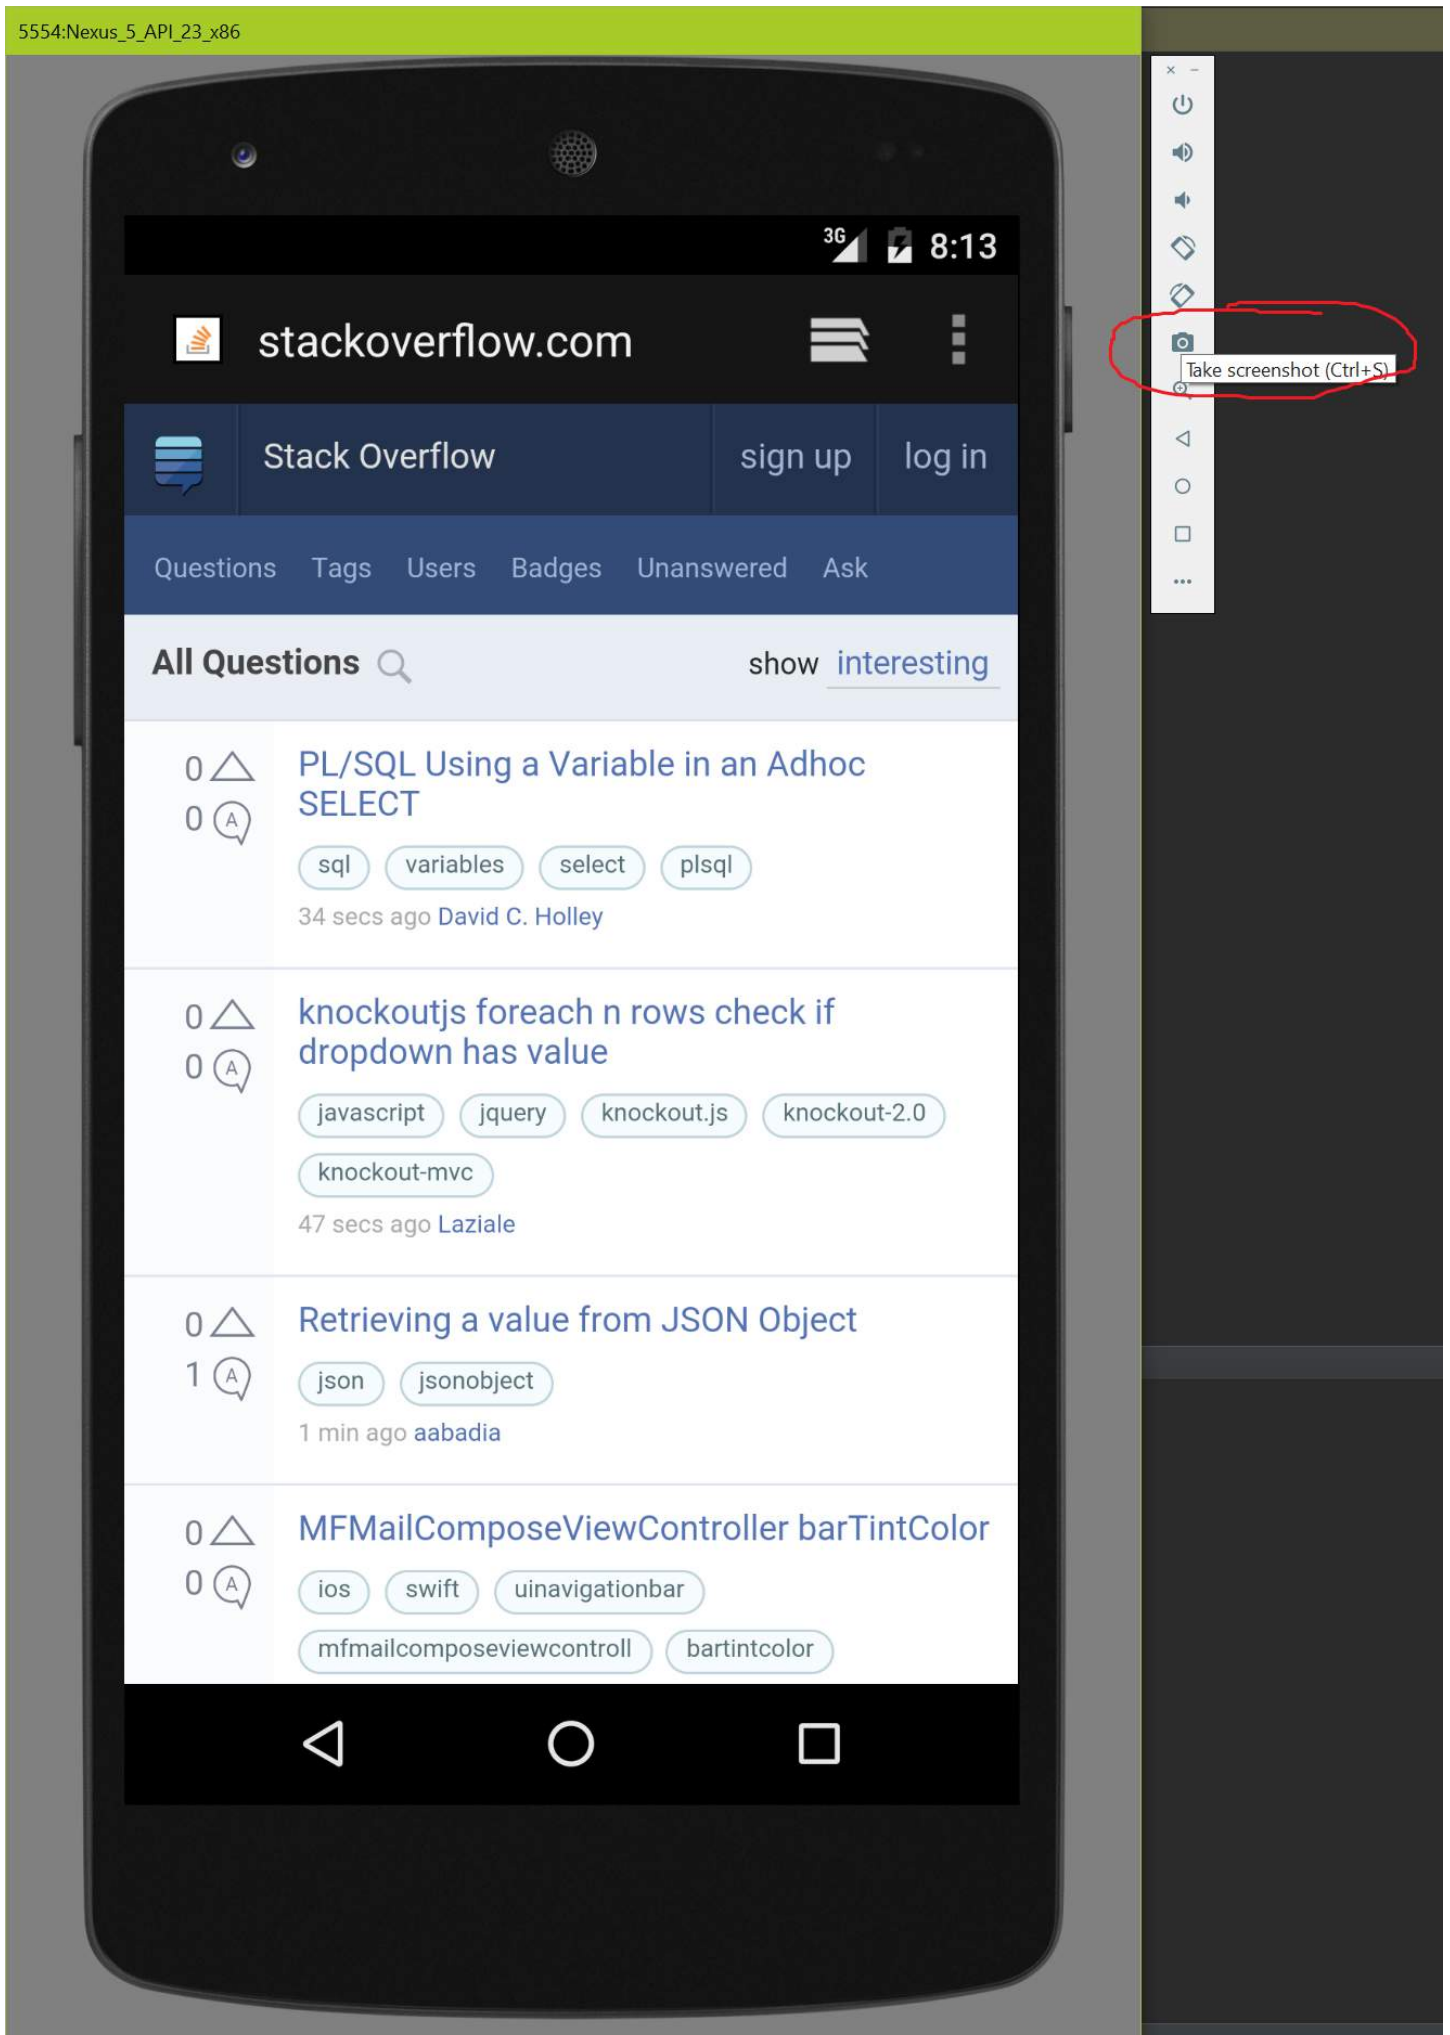 5554:Nexus_5_API_23_x86
3G 8:13
stackoverflow.com
Take screenshot (Ctrl+S)
Stack Overflow sign up log in
Questions Tags Users Badges Unanswered Ask
All Questions show interesting
0 PL/SQL Using a Variable in an Adhoc
SELECT
0 A
sql variables select plsql
34 secs ago David C. Holley
0 knockoutjs foreach n rows check if
dropdown has value
0 A
javascript jquery knockout.js knockout-2.0
knockout-mvc
47 secs ago Laziale
0 Retrieving a value from JSON Object
1 A
json jsonobject
1 min ago aabadia
0 MFMailComposeViewController barTintColor
0 A
ios swift uinavigationbar
mfmailcomposeviewcontroll bartintcolor